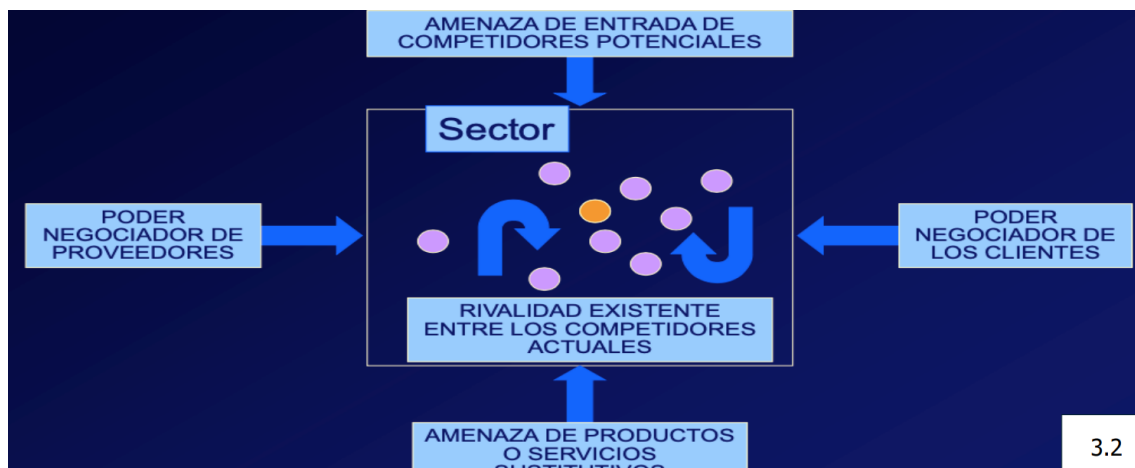 AMENAZA DE ENTRADA DE
COMPETIDORES POTENCIALES
Sector
PODER
NEGOCIADOR DE
PROVEEDORES
PODER
NEGOCIADOR DE
LOS CLIENTES
RIVALIDAD EXISTENTE
ENTRE LOS COMPETIDORES
ACTUALES
AMENAZA DE PRODUCTOS
O SERVICIOS
SUSTITUTIVOS
3.2